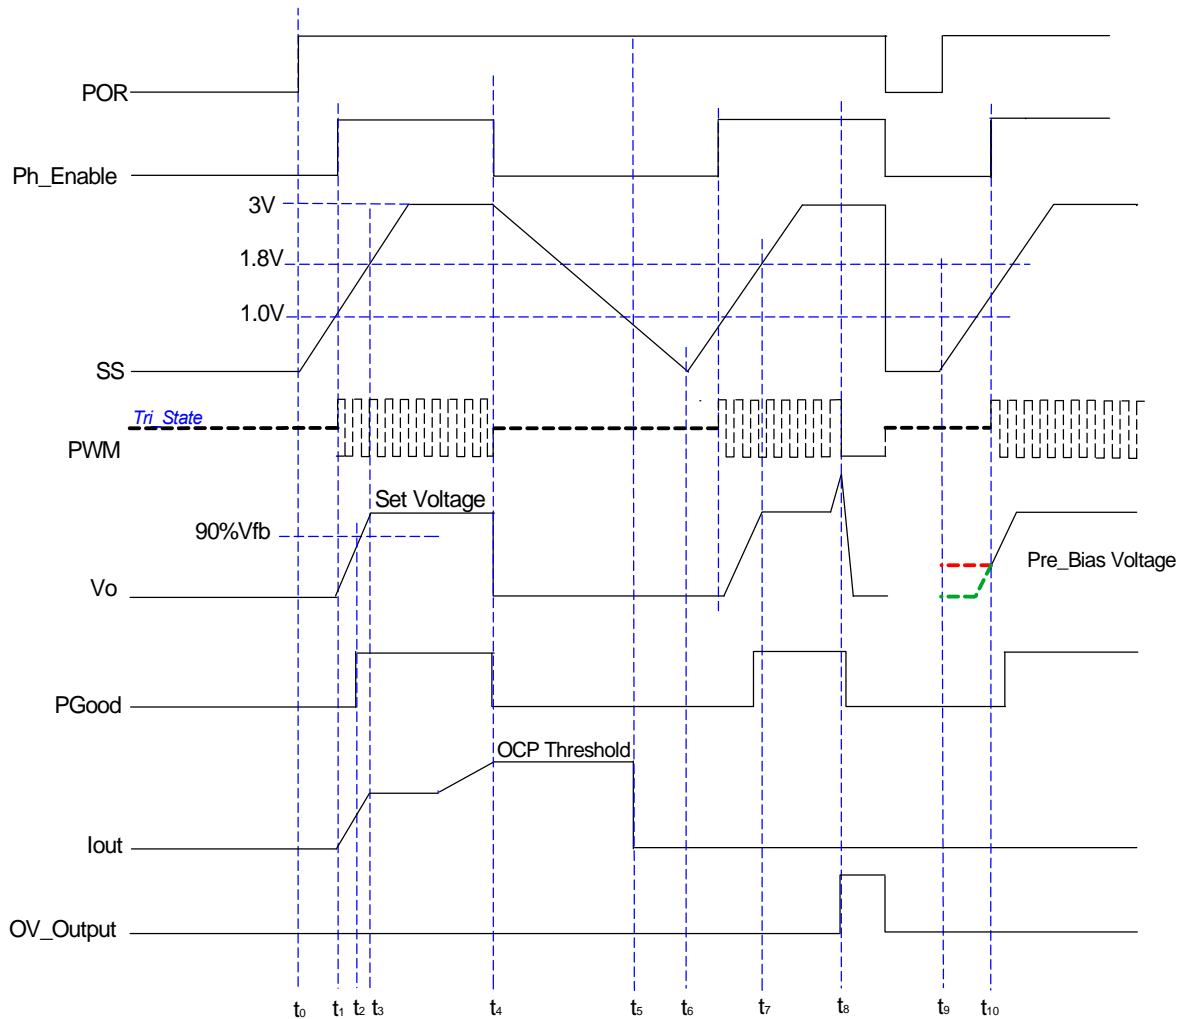 POR
Ph_Enable
3V
1.8V
1.0V
SS
Tri_State
PWM
Set Voltage
90%Vfb
Pre_Bias Voltage
Vo
PGood
OCP Threshold
Iout
OV_Output
t0 t1 t2 t3 t4 t5 t6 t7 t8 t9 t10